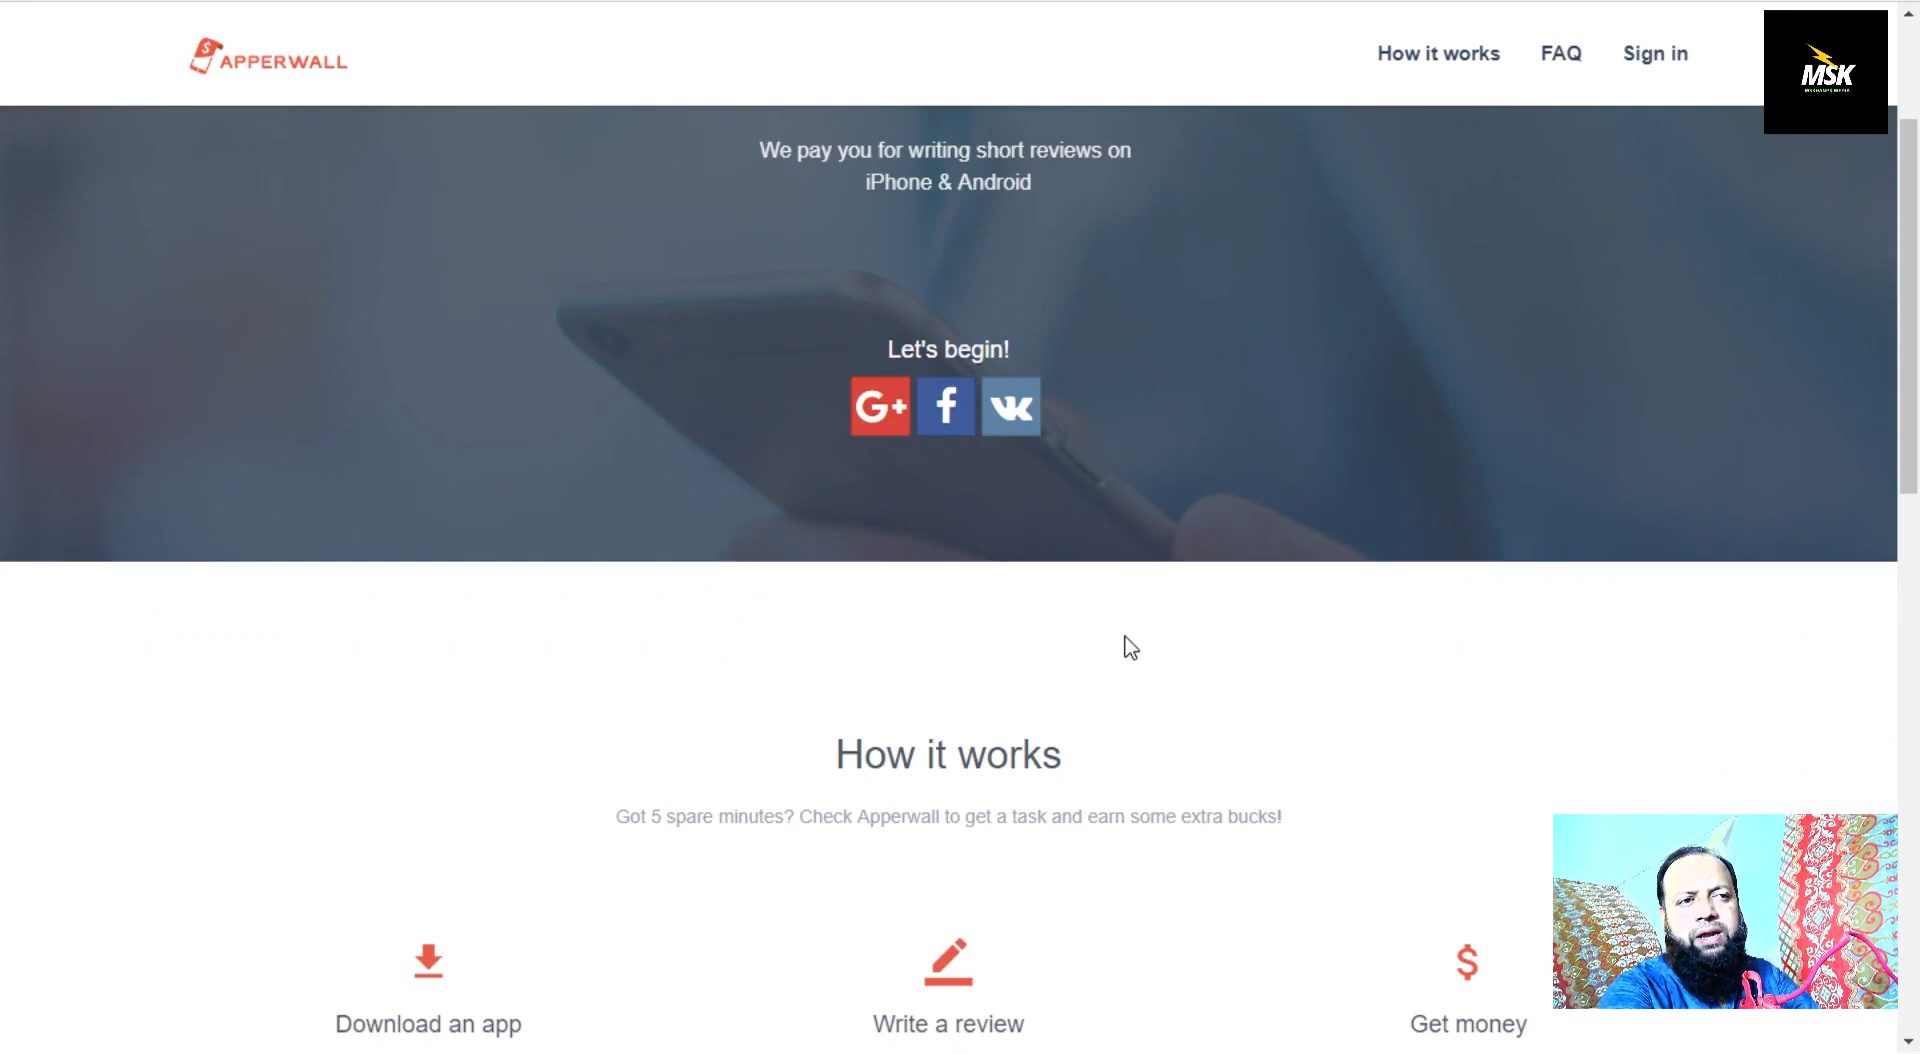 APPERWALL
How it works
FAQ
Sign in
MSK
We pay you for writing short reviews on
iPhone & Android
Let's begin!
G+
f
How it works
Got 5 spare minutes? Check Apperwall to get a task and earn some extra bucks!
Download an app
Write a review
Get money